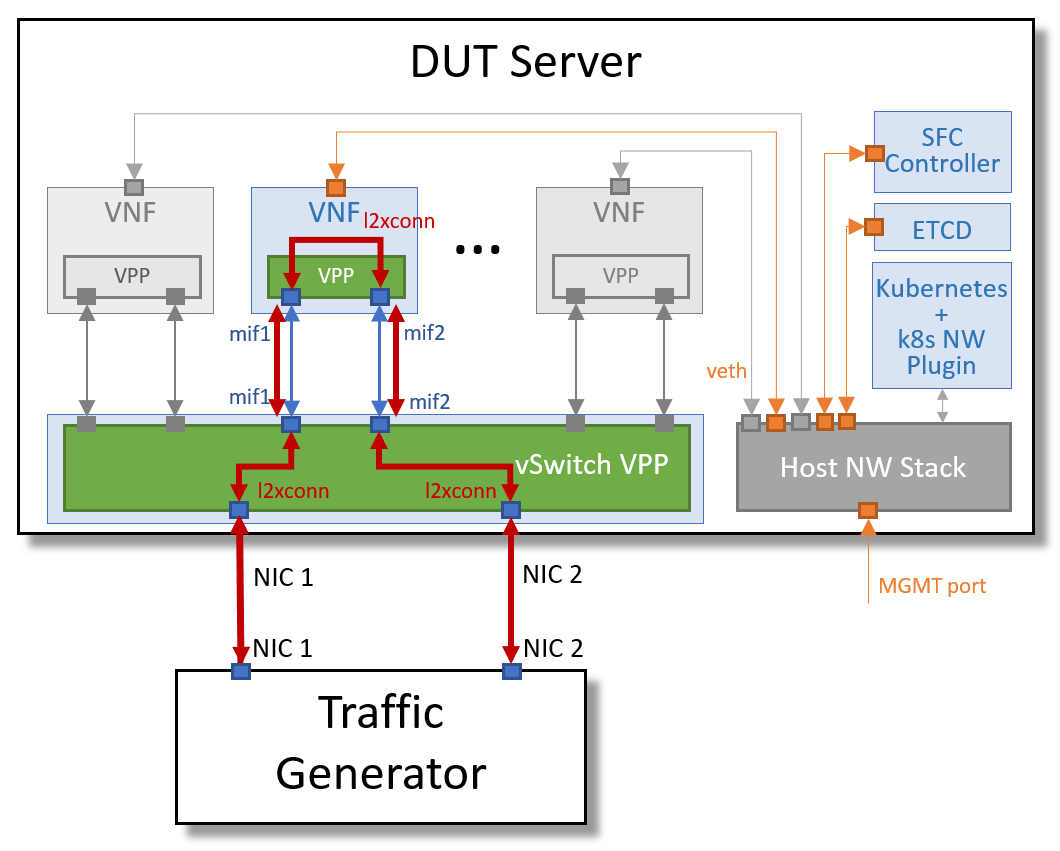 DUT Server
SFC
Controller
VNF
VNF
VNF
l2xconn
...
ETCD
VPP
VPP
VPP
Kubernetes
+
k8s NW
Plugin
mif1
mif2
veth
mif1
mif2
vSwitch VPP
Host NW Stack
l2xconn
l2xconn
NIC 1
NIC 2
MGMT port
NIC 1
NIC 2
Traffic
Generator